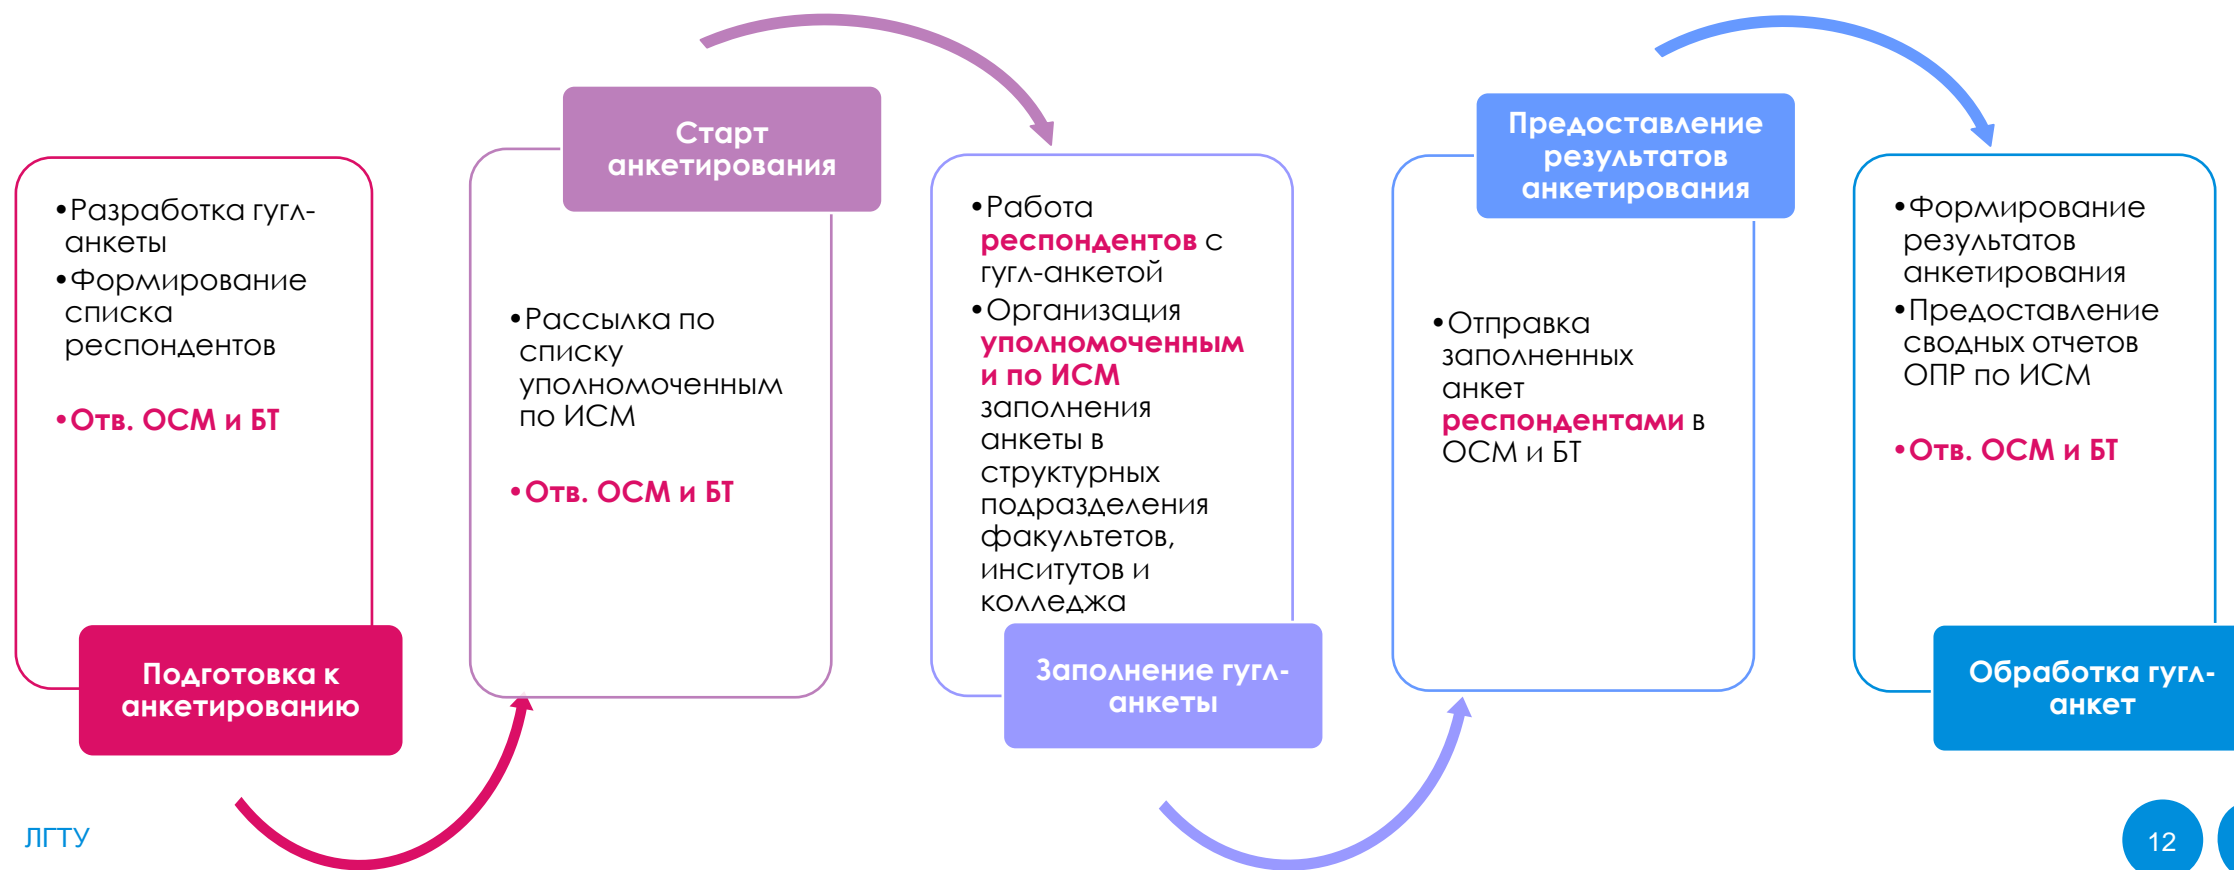 •Разработка гугл-
анкеты
•Формирование
списка
респондентов
•Отв. ОСМ и БТ
Подготовка к
анкетированию
Старт
анкетирования
•Рассылка по
списку
уполномоченным
по ИСМ
•Отв. ОСМ и БТ
•Работа
респондентов с
гугл-анкетой
•Организация
уполномоченным
и по ИСМ
заполнения
анкеты в
структурных
подразделения
факультетов,
инситутов и
колледжа
Заполнение гугл-
анкеты
Предоставление
результатов
анкетирования
•Отправка
заполненных
анкет
респондентами в
ОСМ и БТ
•Формирование
результатов
анкетирования
•Предоставление
сводных отчетов
ОПР по ИСМ
•Отв. ОСМ и БТ
Обработка гугл-
анкет
ЛГТУ
12